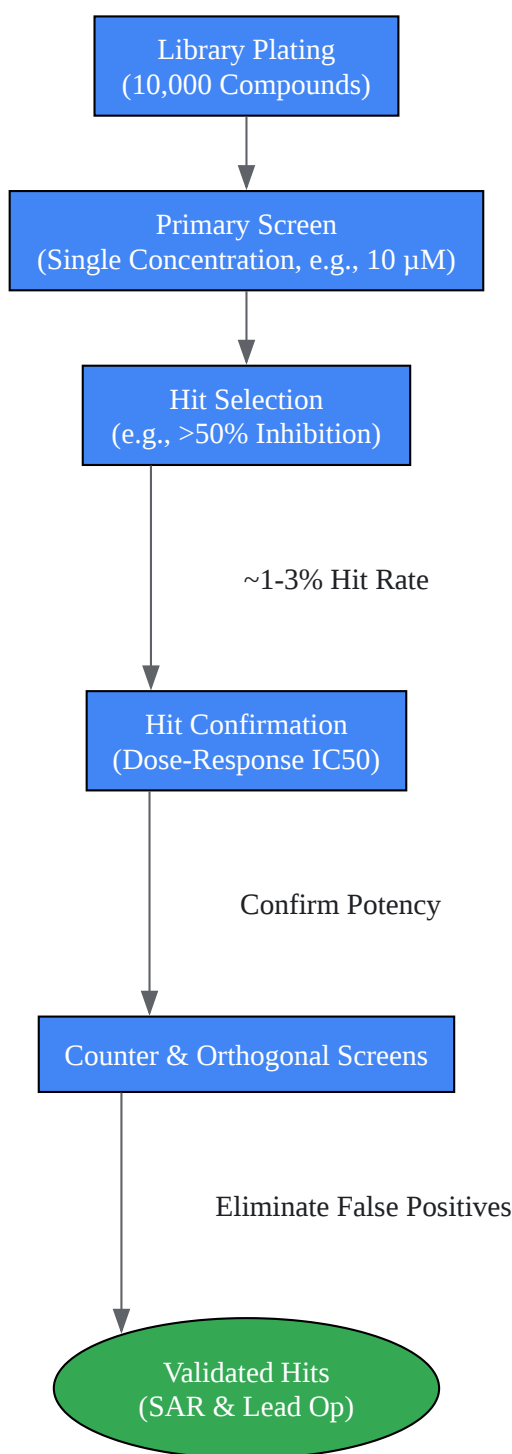 Library Plating
(10,000 Compounds)
Primary Screen
(Single Concentration, e.g., 10 µM)
Hit Selection
(e.g., >50% Inhibition)
~1-3% Hit Rate
Hit Confirmation
(Dose-Response IC50)
Confirm Potency
Counter & Orthogonal Screens
Eliminate False Positives
Validated Hits
(SAR & Lead Op)